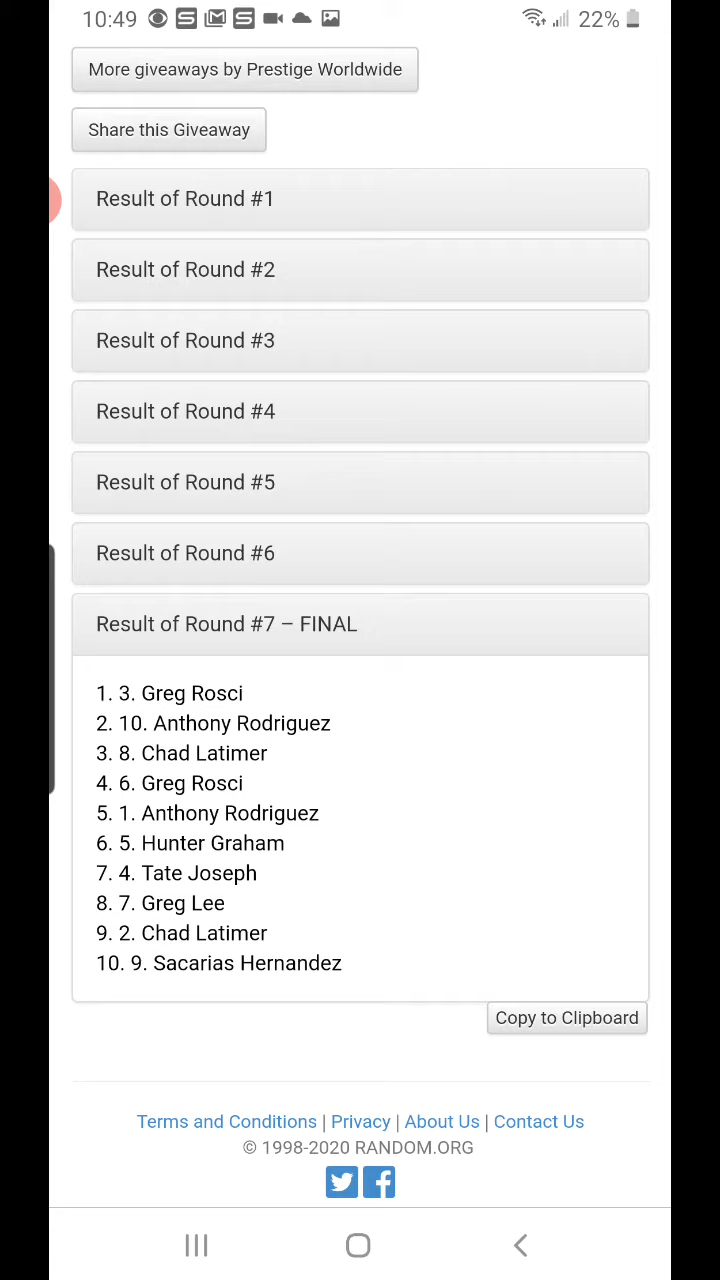 10:49 22%
More giveaways by Prestige Worldwide
Share this Giveaway
Result of Round #1
Result of Round #2
Result of Round #3
Result of Round #4
Result of Round #5
Result of Round #6
Result of Round #7 – FINAL
1. 3. Greg Rosci
2. 10. Anthony Rodriguez
3. 8. Chad Latimer
4. 6. Greg Rosci
5. 1. Anthony Rodriguez
6. 5. Hunter Graham
7. 4. Tate Joseph
8. 7. Greg Lee
9. 2. Chad Latimer
10. 9. Sacarias Hernandez
Copy to Clipboard
Terms and Conditions | Privacy | About Us | Contact Us
© 1998-2020 RANDOM.ORG